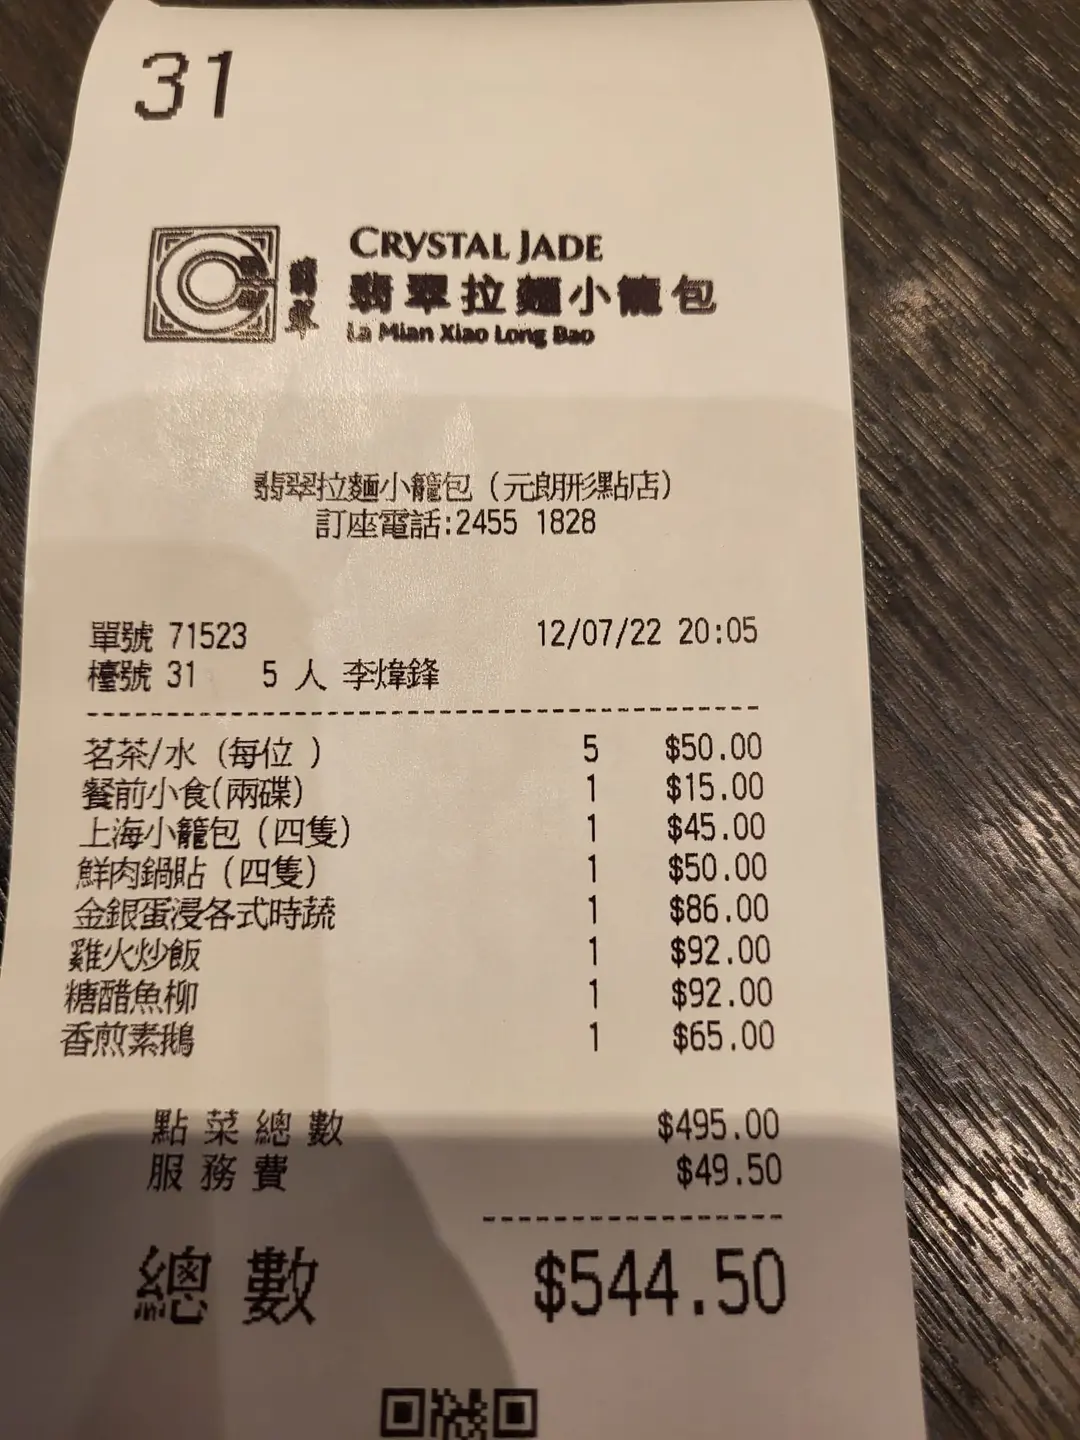 31
CRYSTAL JADE
翡翠
翡翠拉麵小籠包
La Mian Xiao Long Bao
翡翠拉麵小籠包 (元朗形點店)
訂座電話:2455 1828
單號 71523 12/07/22 20:05
檯號 31 5 人 李煒鋒
茗茶/水 (每位 ) 5 $50.00
餐前小食(兩碟) 1 $15.00
上海小籠包 (四隻) 1 $45.00
鮮肉鍋貼 (四隻) 1 $50.00
金銀蛋浸各式時蔬 1 $86.00
雞火炒飯 1 $92.00
糖醋魚柳 1 $92.00
香煎素鵝 1 $65.00
點菜總數 $495.00
服務費 $49.50
總數 $544.50